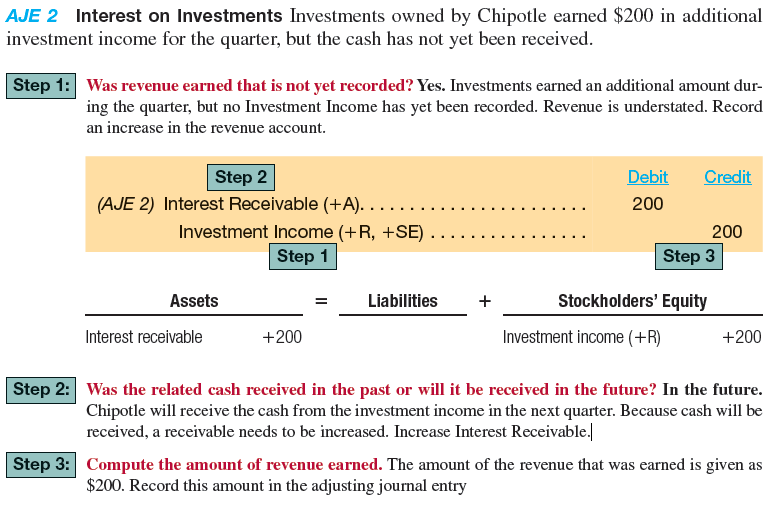 AJE 2 Interest on Investments Investments owned by Chipotle earned $200 in additional
investment income for the quarter, but the cash has not yet been received.
Step 1: Was revenue earned that is not yet recorded? Yes. Investments earned an additional amount dur-
ing the quarter, but no Investment Income has yet been recorded. Revenue is understated. Record
an increase in the revenue account.
Step 2 Debit Credit
(AJE 2) Interest Receivable (+A). . . . . . . . . . . . . . . . . . . . . . . 200
Investment Income (+R, +SE) . . . . . . . . . . . . . . . . 200
Step 1 Step 3
Assets = Liabilities + Stockholders' Equity
Interest receivable +200 Investment income (+R) +200
Step 2: Was the related cash received in the past or will it be received in the future? In the future.
Chipotle will receive the cash from the investment income in the next quarter. Because cash will be
received, a receivable needs to be increased. Increase Interest Receivable.
Step 3: Compute the amount of revenue earned. The amount of the revenue that was earned is given as
$200. Record this amount in the adjusting journal entry